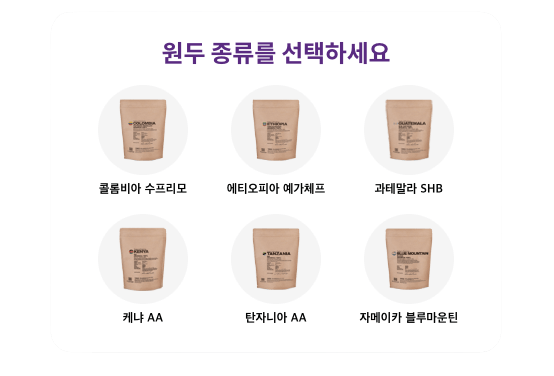 원두 종류를 선택하세요
COLOMBIA
ETHIOPIA
GUATEMALA
콜롬비아 수프리모
에티오피아 예가체프
과테말라 SHB
KENYA
TANZANIA
BLUE MOUNTAIN
케냐 AA
탄자니아 AA
자메이카 블루마운틴